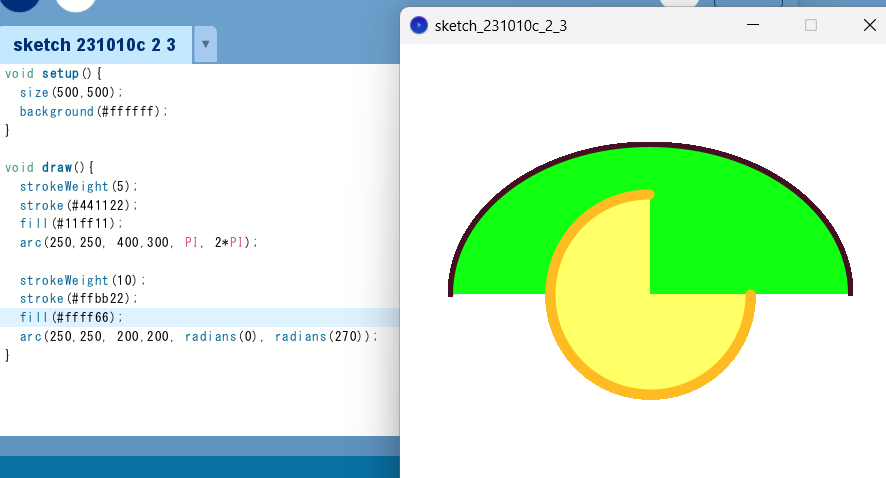 sketch_231010c_2_3
sketch 231010c 2 3
void setup(){
  size(500,500);
  background(#ffffff);
}

void draw(){
  strokeWeight(5);
  stroke(#441122);
  fill(#11ff11);
  arc(250,250, 400,300, PI, 2*PI);

  strokeWeight(10);
  stroke(#ffbb22);
  fill(#ffff66);
  arc(250,250, 200,200, radians(0), radians(270));
}